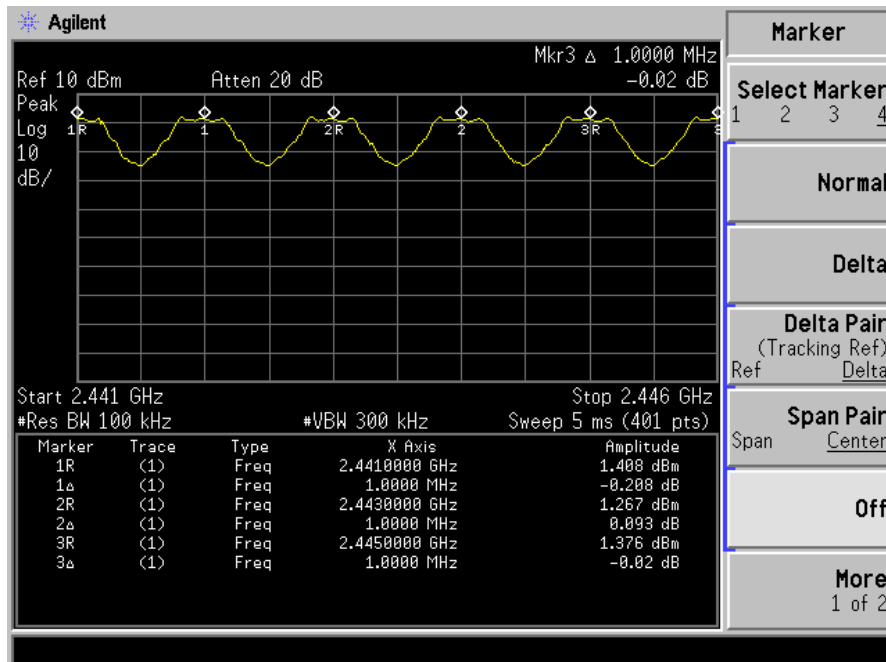 Agilent
Mkr3 Δ 1.0000 MHz
Ref 10 dBm Atten 20 dB -0.02 dB
Peak
Log
10
dB/
1R 1 2R 2 3R
Start 2.441 GHz Stop 2.446 GHz
#Res BW 100 kHz #VBW 300 kHz Sweep 5 ms (401 pts)
Marker Trace Type X Axis Amplitude
1R (1) Freq 2.4410000 GHz 1.408 dBm
1Δ (1) Freq 1.0000 MHz -0.208 dB
2R (1) Freq 2.4430000 GHz 1.267 dBm
2Δ (1) Freq 1.0000 MHz 0.093 dB
3R (1) Freq 2.4450000 GHz 1.376 dBm
3Δ (1) Freq 1.0000 MHz -0.02 dB
Marker
Select Marker
1 2 3 4
Normal
Delta
Delta Pair
(Tracking Ref)
Ref Delta
Span Pair
Span Center
Off
More
1 of 2